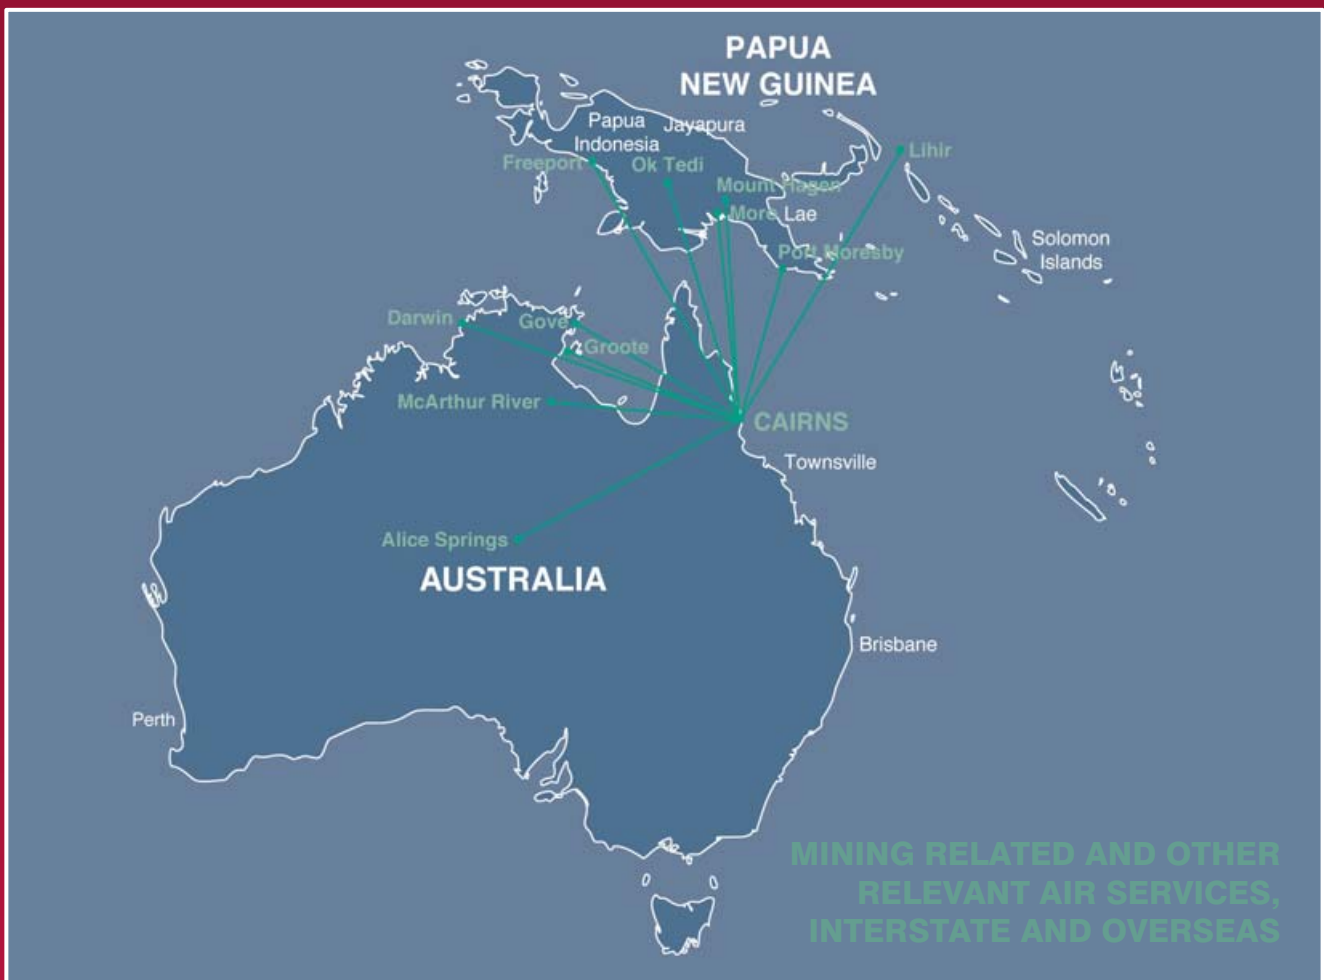 PAPUA
NEW GUINEA
Papua
Indonesia
Jayapura
Freeport
Ok Tedi
Lihir
Mount Hagen
More
Lae
Port Moresby
Solomon
Islands
Darwin
Gove
Groote
McArthur River
CAIRNS
Townsville
Alice Springs
AUSTRALIA
Brisbane
Perth
MINING RELATED AND OTHER
RELEVANT AIR SERVICES,
INTERSTATE AND OVERSEAS